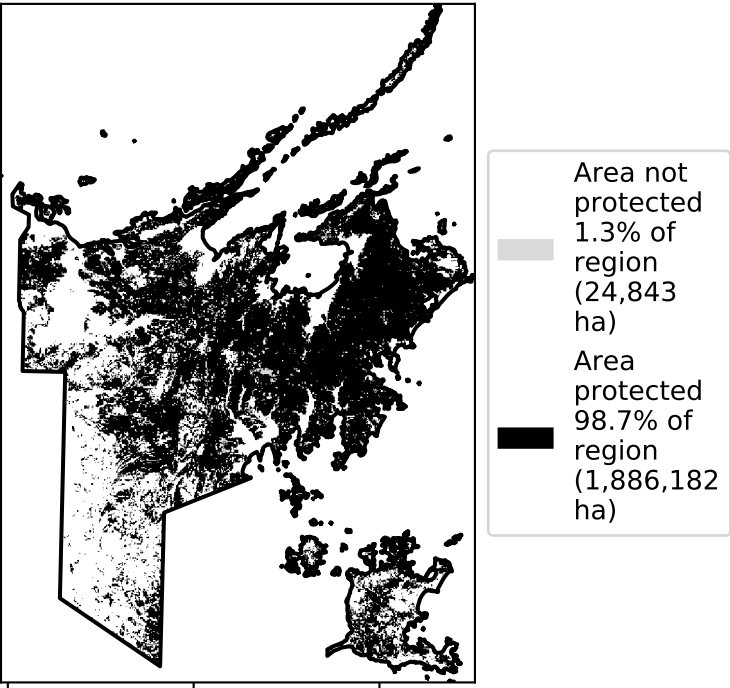 Area not
protected
1.3% of
region
(24,843
ha)
Area
protected
98.7% of
region
(1,886,182
ha)